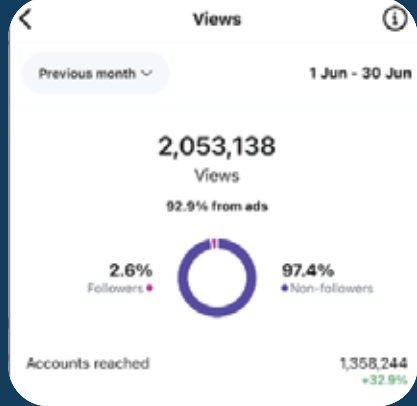 Views
Previous month
1 Jun - 30 Jun
2,053,138
Views
92.9% from ads
2.6%
Followers
97.4%
Non-followers
Accounts reached
1,358,244
+32.9%